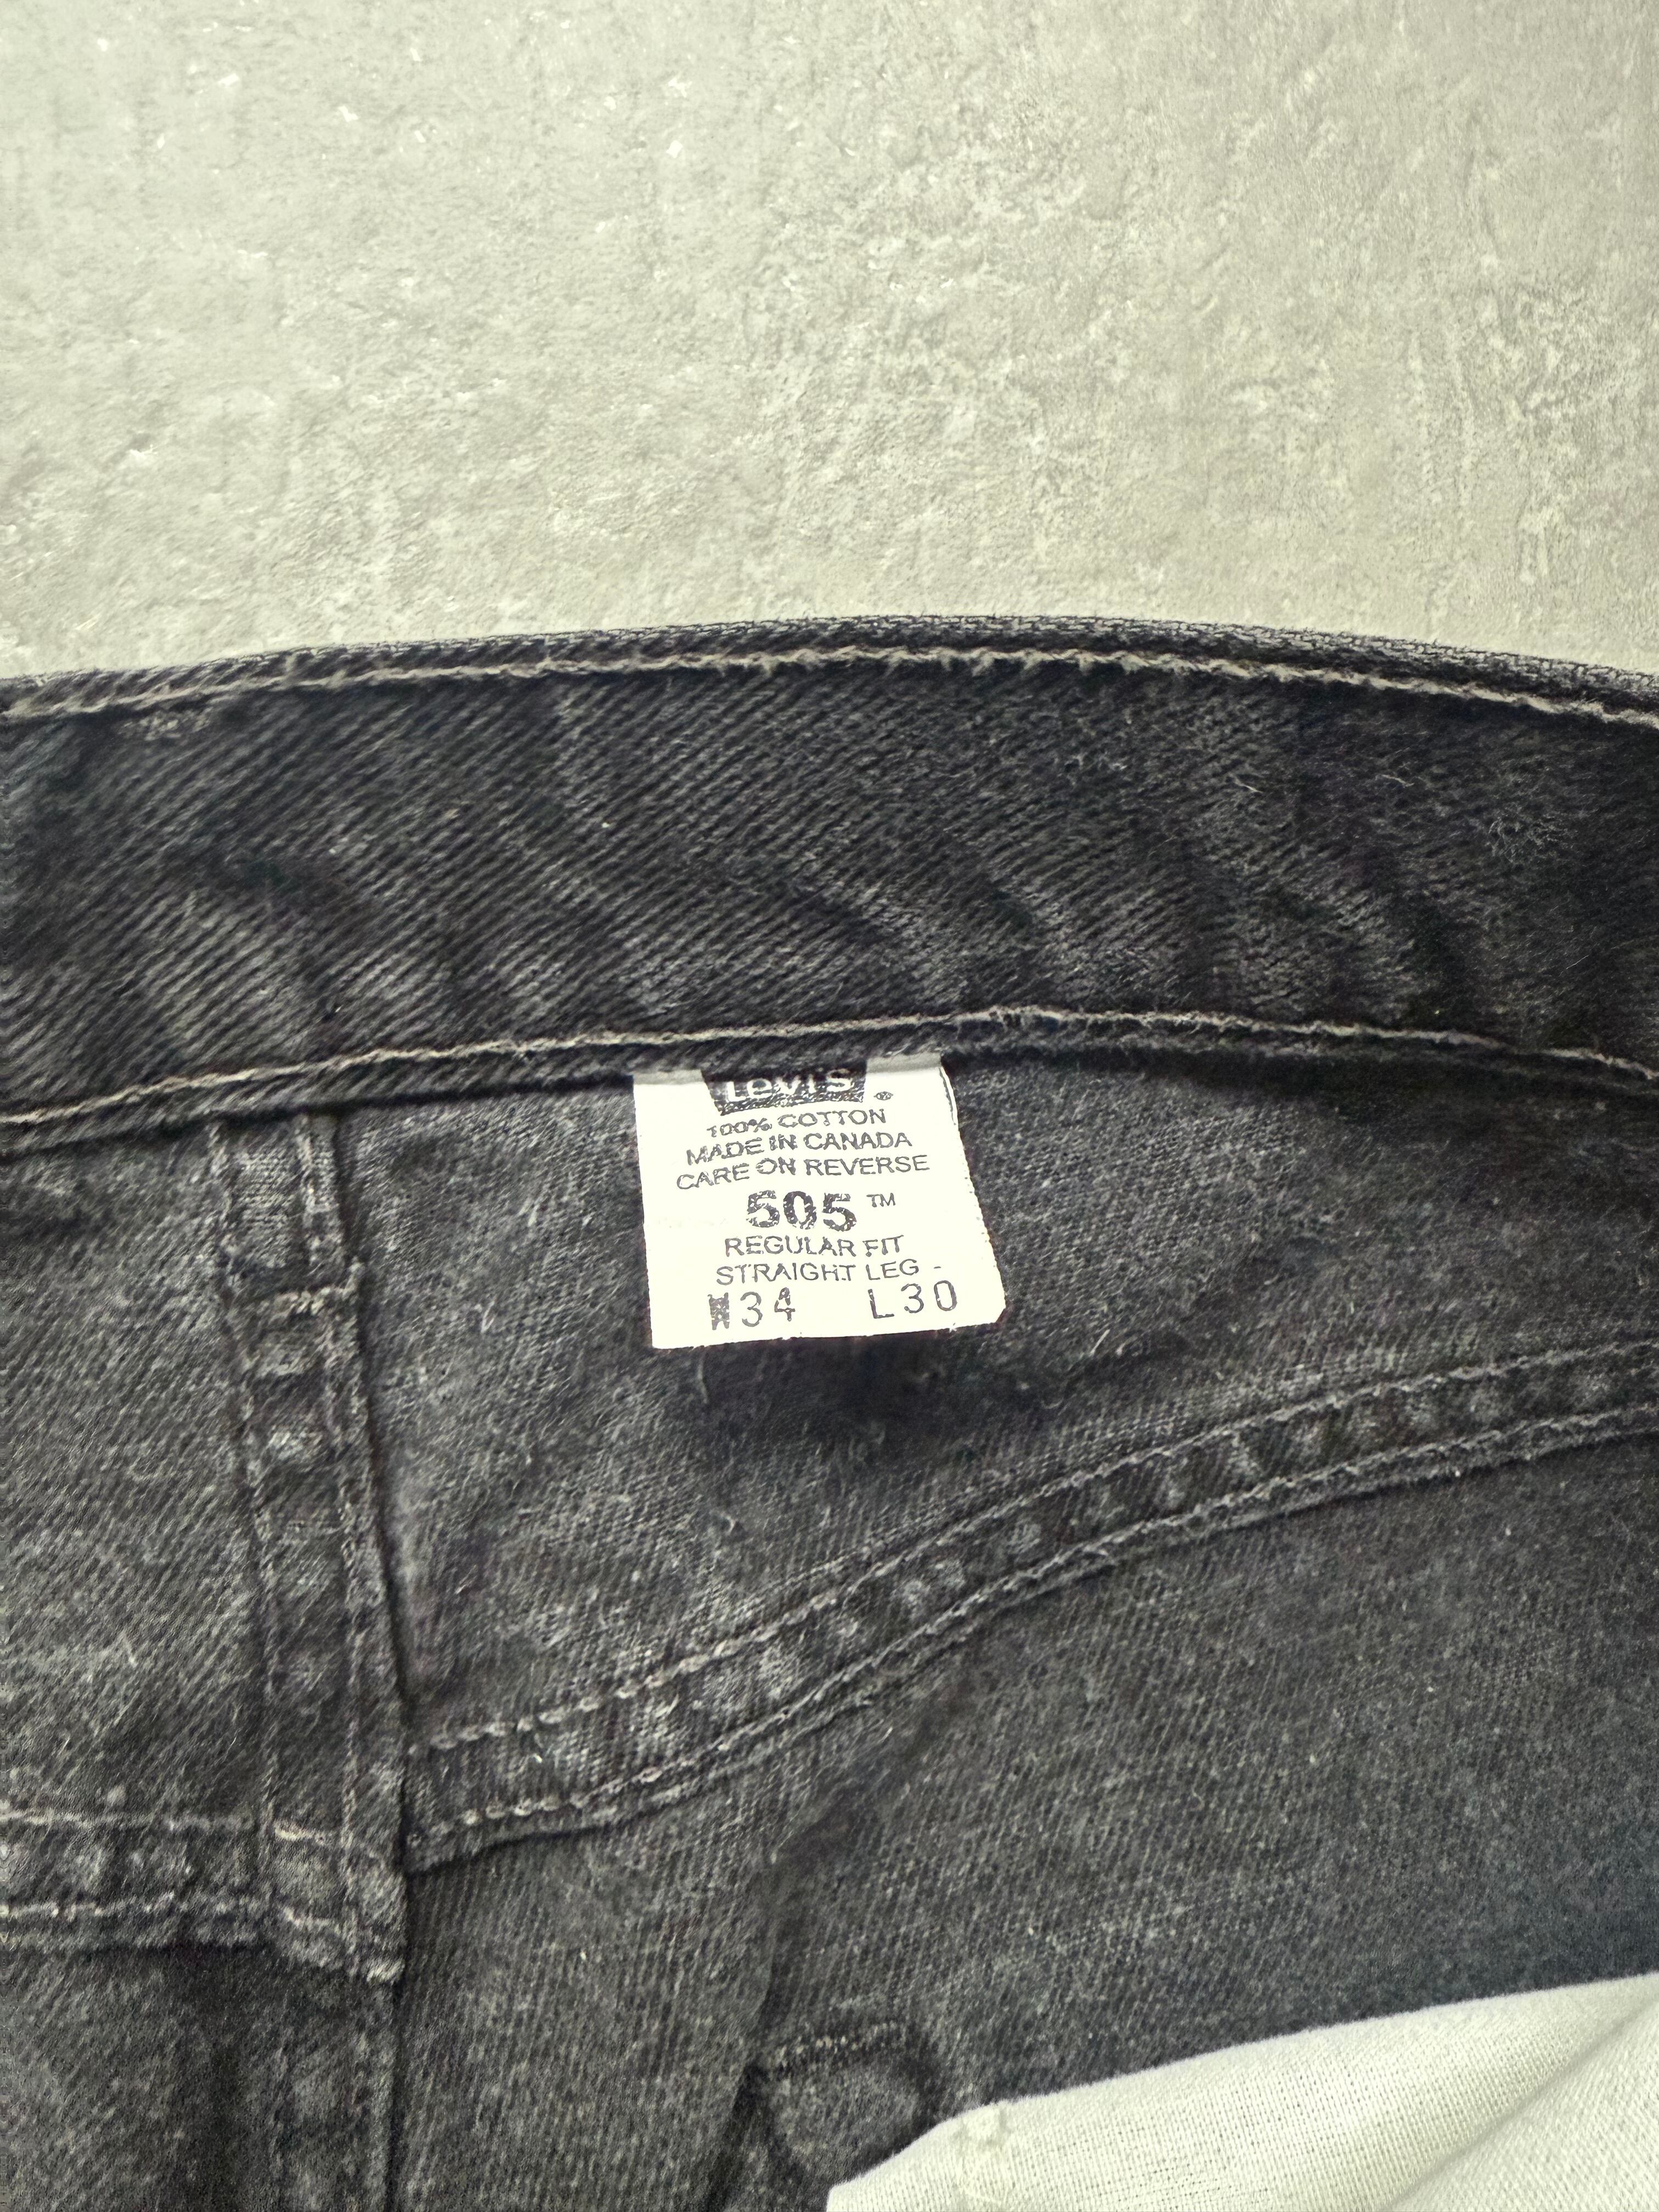 Levi's ®
100% COTTON
MADE IN CANADA
CARE ON REVERSE
505™
REGULAR FIT
STRAIGHT LEG -
W34 L30